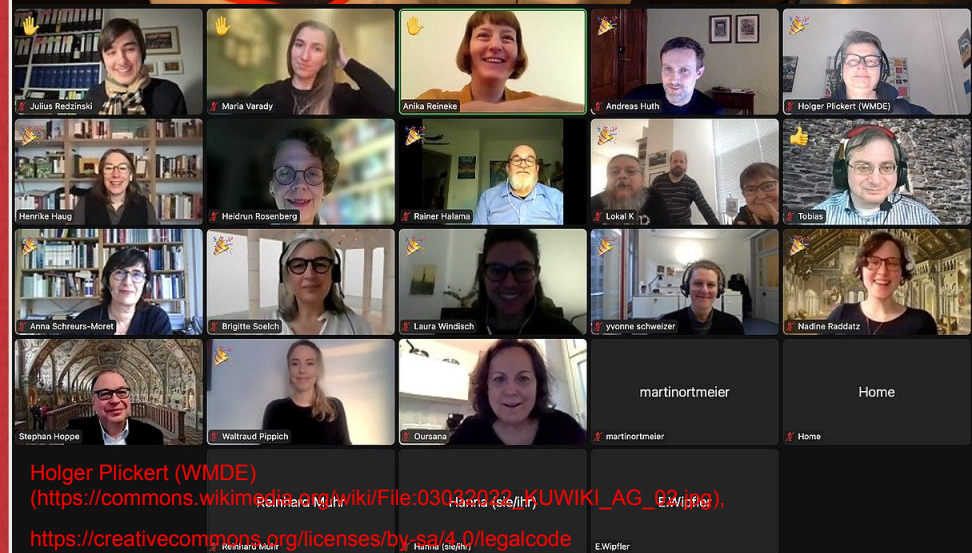 Julius Redzinski
Maria Varady
Anika Reineke
Andreas Huth
Holger Plickert (WMDE)
Henrike Haug
Heidrun Rosenberg
Rainer Halama
Lokal K
Tobias
Anna Schreurs-Moret
Brigitte Soelch
Laura Windisch
yvonne schweizer
Nadine Raddatz
Stephan Hoppe
Waltraud Pippich
Oursana
martinortmeier
martinortmeier
Home
Home
Holger Plickert (WMDE)
(https://commons.wikimedia.org/wiki/File:03032022_KUWIKI_AG_02.jpg),
https://creativecommons.org/licenses/by-sa/4.0/legalcode
Reinhard Muhr
Hanna (sie/ihr)
E.Wipfler
Reinhard Muhr
Hanna (sie/ihr)
E.Wipfler